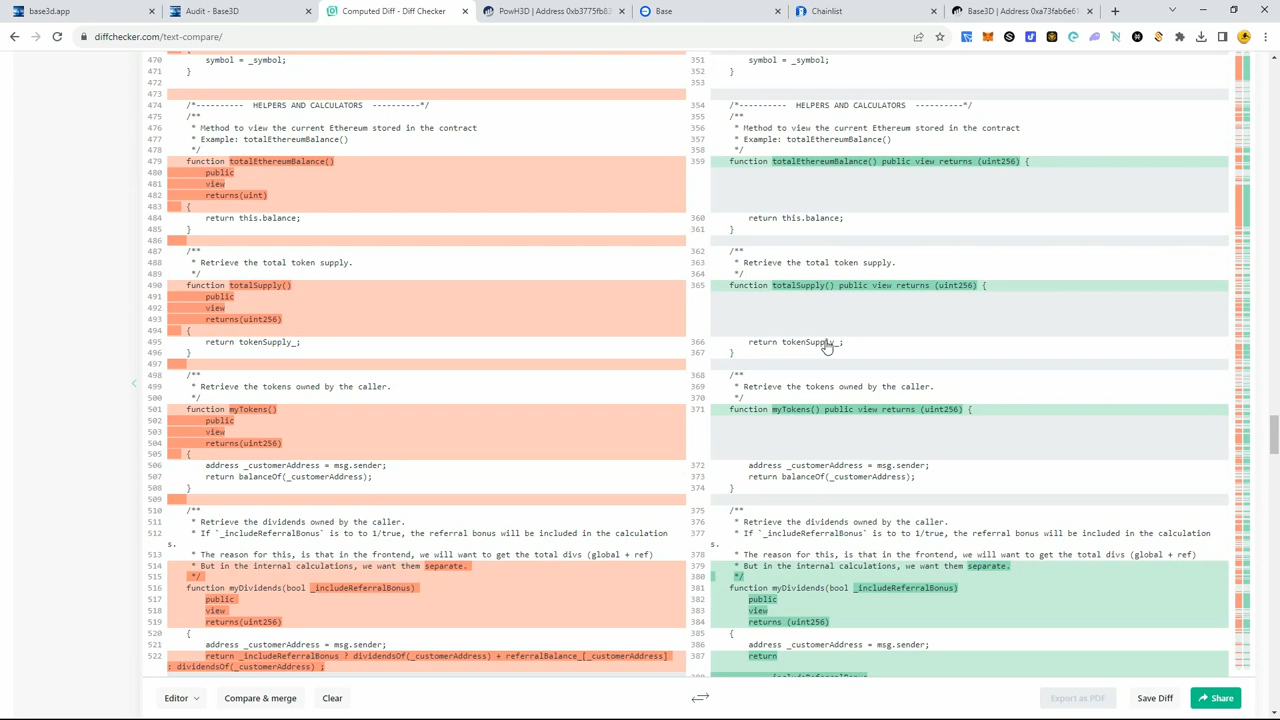 base3d.app
Audit - Base3D
Computed Diff - Diff Checker
PowH3D | Address 0xb3775fb83
Base
Chainlist
Base3D | Address 0xa73fab6e6
diffchecker.com/text-compare/
470 symbol = _symbol;
471 }
472
473
474 /*---------- HELPERS AND CALCULATORS ----------*/
475 /**
476 * Method to view the current Ethereum stored in the contract
477 * Example: totalEthereumBalance()
478 */
479 function totalEthereumBalance()
480 public
481 view
482 returns(uint)
483 {
484 return this.balance;
485 }
486
487 /**
488 * Retrieve the total token supply.
489 */
490 function totalSupply()
491 public
492 view
493 returns(uint256)
494 {
495 return tokenSupply_;
496 }
497
498 /**
499 * Retrieve the tokens owned by the caller.
500 */
501 function myTokens()
502 public
503 view
504 returns(uint256)
505 {
506 address _customerAddress = msg.sender;
507 return balanceOf(_customerAddress);
508 }
509
510 /**
511 * Retrieve the dividends owned by the caller.
512 * If `_includeReferralBonus` is to to 1/true, the referral bonus will be included in the calculation
s.
513 * The reason for this, is that in the frontend, we will want to get the total divs (global + ref)
514 * But in the internal calculations, we want them separate.
515 */
516 function myDividends(bool _includeReferralBonus)
517 public
518 view
519 returns(uint256)
520 {
521 address _customerAddress = msg.sender;
522 return _includeReferralBonus ? dividendsOf(_customerAddress) + referralBalance_[_customerAddress]
: dividendsOf(_customerAddress) ;
351 symbol = _symbol;
352 }
353
354 /*---------- HELPERS AND CALCULATORS ----------*/
355 /**
356 * Method to view the current Ethereum stored in the contract
357 * Example: totalEthereumBalance()
358 */
359 function totalEthereumBalance() public view returns (uint256) {
360 return this.balance;
361 }
362 /**
363 * Retrieve the total token supply.
364 */
365 function totalSupply() public view returns (uint256) {
366 return tokenSupply_;
367 }
368 /**
369 * Retrieve the tokens owned by the caller.
370 */
371 function myTokens() public view returns (uint256)
372 address _customerAddress = msg.sender;
373 return balanceOf(_customerAddress);
374 }
375 /**
376 * Retrieve the dividends owned by the caller.
377 * If `_includeReferralBonus` is to to 1/true, the referral bonus will be included in the calculation
s.
378 * The reason for this, is that in the frontend, we will want to get the total divs (global + ref)
379 * But in the internal calculations, we want them separate.
380 */
381 function myDividends(bool _includeReferralBonus)
382 public
383 view
384 returns (uint256)
385 {
386 address _customerAddress = msg.sender;
387 return
Editor
Compare & merge
Clear
Export as PDF
Save Diff
Share